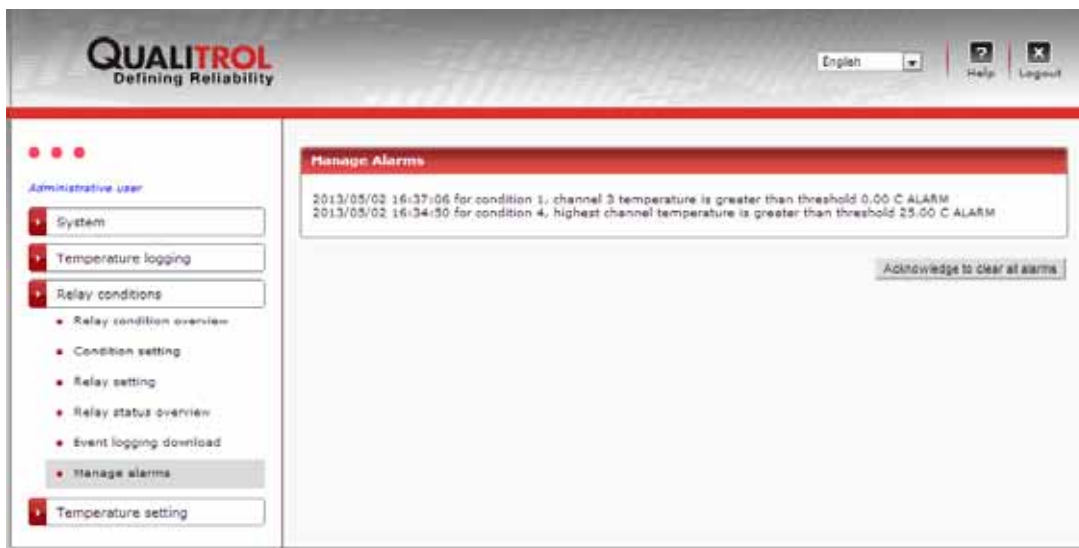 QUALITROL
Defining Reliability
English
Help
Logout
Administrative user
System
Temperature logging
Relay conditions
Relay condition overview
Condition setting
Relay setting
Relay status overview
Event logging download
Manage alarms
Temperature setting
Manage Alarms
2013/05/02 16:37:06 for condition 1, channel 3 temperature is greater than threshold 0.00 C ALARM
2013/05/02 16:34:50 for condition 4, highest channel temperature is greater than threshold 25.00 C ALARM
Acknowledge to clear all alarms